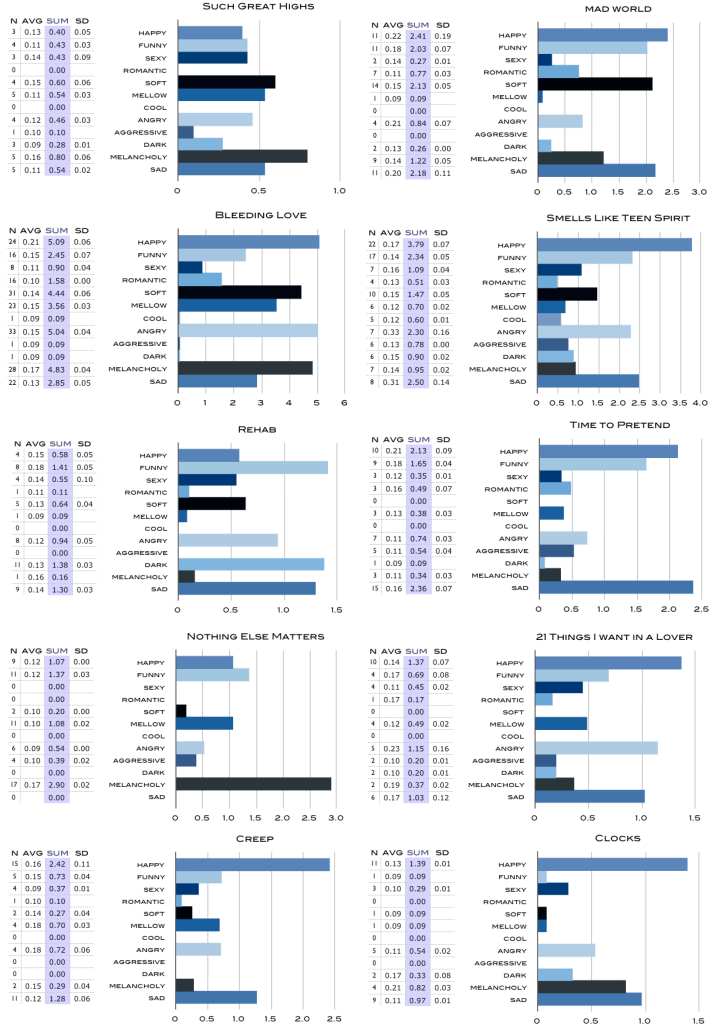 SUCH GREAT HIGHS
N AVG SUM SD
3 0.13 0.40 0.05 HAPPY
4 0.11 0.43 0.03 FUNNY
3 0.14 0.43 0.09 SEXY
0 0.00 ROMANTIC
4 0.15 0.60 0.06 SOFT
5 0.11 0.54 0.03 MELLOW
0 0.00 COOL
4 0.12 0.46 0.03 ANGRY
1 0.10 0.10 AGGRESSIVE
3 0.09 0.28 0.01 DARK
5 0.16 0.80 0.06 MELANCHOLY
5 0.11 0.54 0.02 SAD
0 0.5 1.0
MAD WORLD
N AVG SUM SD
11 0.22 2.41 0.19 HAPPY
11 0.18 2.03 0.07 FUNNY
2 0.14 0.27 0.01 SEXY
7 0.11 0.77 0.03 ROMANTIC
14 0.15 2.13 0.05 SOFT
1 0.09 0.09 MELLOW
0 0.00 COOL
4 0.21 0.84 0.07 ANGRY
0 0.00 AGGRESSIVE
2 0.13 0.26 0.00 DARK
9 0.14 1.22 0.05 MELANCHOLY
11 0.20 2.18 0.11 SAD
0.0 0.5 1.0 1.5 2.0 2.5 3.0
BLEEDING LOVE
N AVG SUM SD
24 0.21 5.09 0.06 HAPPY
16 0.15 2.45 0.07 FUNNY
8 0.11 0.90 0.04 SEXY
16 0.10 1.58 0.00 ROMANTIC
31 0.14 4.44 0.06 SOFT
23 0.15 3.56 0.03 MELLOW
1 0.09 0.09 COOL
33 0.15 5.04 0.04 ANGRY
1 0.09 0.09 AGGRESSIVE
1 0.09 0.09 DARK
28 0.17 4.83 0.04 MELANCHOLY
22 0.13 2.85 0.05 SAD
0 1 2 3 4 5 6
SMELLS LIKE TEEN SPIRIT
N AVG SUM SD
22 0.17 3.79 0.07 HAPPY
17 0.14 2.34 0.05 FUNNY
7 0.16 1.09 0.04 SEXY
4 0.13 0.51 0.03 ROMANTIC
10 0.15 1.47 0.05 SOFT
6 0.12 0.70 0.02 MELLOW
5 0.12 0.60 0.01 COOL
7 0.33 2.30 0.16 ANGRY
6 0.13 0.78 0.00 AGGRESSIVE
6 0.15 0.90 0.02 DARK
7 0.14 0.95 0.02 MELANCHOLY
8 0.31 2.50 0.14 SAD
0.0 0.5 1.0 1.5 2.0 2.5 3.0 3.5 4.0
REHAB
N AVG SUM SD
4 0.15 0.58 0.05 HAPPY
8 0.18 1.41 0.05 FUNNY
4 0.14 0.55 0.10 SEXY
1 0.11 0.11 ROMANTIC
5 0.13 0.64 0.04 SOFT
1 0.09 0.09 MELLOW
0 0.00 COOL
8 0.12 0.94 0.05 ANGRY
0 0.00 AGGRESSIVE
11 0.13 1.38 0.03 DARK
1 0.16 0.16 MELANCHOLY
9 0.14 1.30 0.03 SAD
0.0 0.5 1.0 1.5
TIME TO PRETEND
N AVG SUM SD
10 0.21 2.13 0.09 HAPPY
9 0.18 1.65 0.04 FUNNY
3 0.12 0.35 0.01 SEXY
3 0.16 0.49 0.07 ROMANTIC
0 0.00 SOFT
3 0.13 0.38 0.03 MELLOW
0 0.00 COOL
7 0.11 0.74 0.03 ANGRY
5 0.11 0.54 0.04 AGGRESSIVE
1 0.09 0.09 DARK
3 0.11 0.34 0.03 MELANCHOLY
15 0.16 2.36 0.07 SAD
0.0 0.5 1.0 1.5 2.0 2.5
NOTHING ELSE MATTERS
N AVG SUM SD
9 0.12 1.07 0.00 HAPPY
11 0.12 1.37 0.03 FUNNY
0 0.00 SEXY
0 0.00 ROMANTIC
2 0.10 0.20 0.00 SOFT
11 0.10 1.08 0.02 MELLOW
0 0.00 COOL
6 0.09 0.54 0.00 ANGRY
4 0.10 0.39 0.02 AGGRESSIVE
0 0.00 DARK
17 0.17 2.90 0.02 MELANCHOLY
0 0.00 SAD
0.0 0.5 1.0 1.5 2.0 2.5 3.0
21 THINGS I WANT IN A LOVER
N AVG SUM SD
10 0.14 1.37 0.07 HAPPY
4 0.17 0.69 0.08 FUNNY
4 0.11 0.45 0.02 SEXY
1 0.17 0.17 ROMANTIC
0 0.00 SOFT
4 0.12 0.49 0.02 MELLOW
0 0.00 COOL
5 0.23 1.15 0.16 ANGRY
2 0.10 0.20 0.01 AGGRESSIVE
2 0.10 0.20 0.01 DARK
2 0.19 0.37 0.02 MELANCHOLY
6 0.17 1.03 0.12 SAD
0.0 0.5 1.0 1.5
CREEP
N AVG SUM SD
15 0.16 2.42 0.11 HAPPY
5 0.15 0.73 0.04 FUNNY
4 0.09 0.37 0.01 SEXY
1 0.10 0.10 ROMANTIC
2 0.14 0.27 0.04 SOFT
4 0.18 0.70 0.03 MELLOW
0 0.00 COOL
4 0.18 0.72 0.06 ANGRY
0 0.00 AGGRESSIVE
0 0.00 DARK
2 0.15 0.29 0.04 MELANCHOLY
11 0.12 1.28 0.06 SAD
0.0 0.5 1.0 1.5 2.0 2.5
CLOCKS
N AVG SUM SD
11 0.13 1.39 0.01 HAPPY
1 0.09 0.09 FUNNY
3 0.10 0.29 0.01 SEXY
0.00 ROMANTIC
1 0.09 0.09 SOFT
1 0.09 0.09 MELLOW
0.00 COOL
5 0.11 0.54 0.02 ANGRY
0.00 AGGRESSIVE
2 0.17 0.33 0.08 DARK
4 0.21 0.82 0.03 MELANCHOLY
9 0.11 0.97 0.01 SAD
0.0 0.5 1.0 1.5